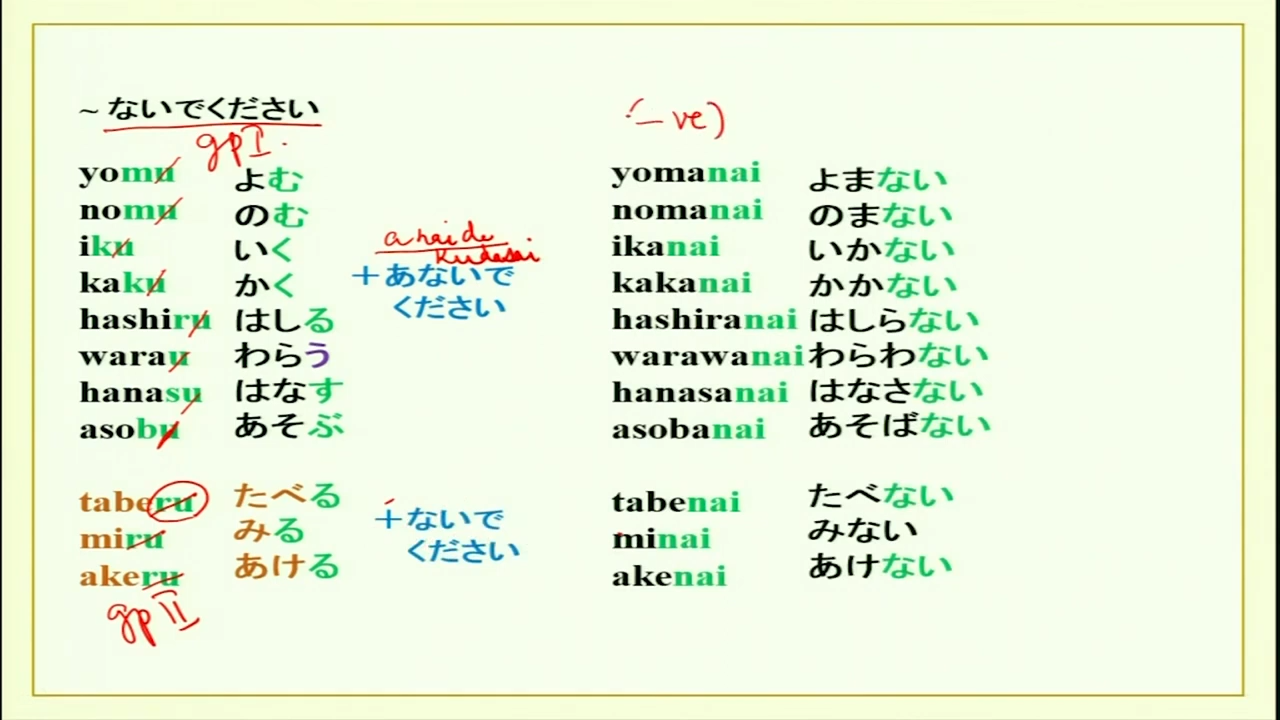 ~ ないでください
(-ve)
gp I.
yomu よむ yomanai よまない
nomu のむ nomanai のまない
iku いく ikanai いかない
kaku かく kakanai かかない
a nai de
kudasai
+あないで
ください
hashiru はしる hashiranai はしらない
warau わらう warawanai わらわない
hanasu はなす hanasanai はなさない
asobu あそぶ asobanai あそばない
taberu たべる tabenai たべない
miru みる minai みない
akeru あける akenai あけない
+ないで
ください
gp II